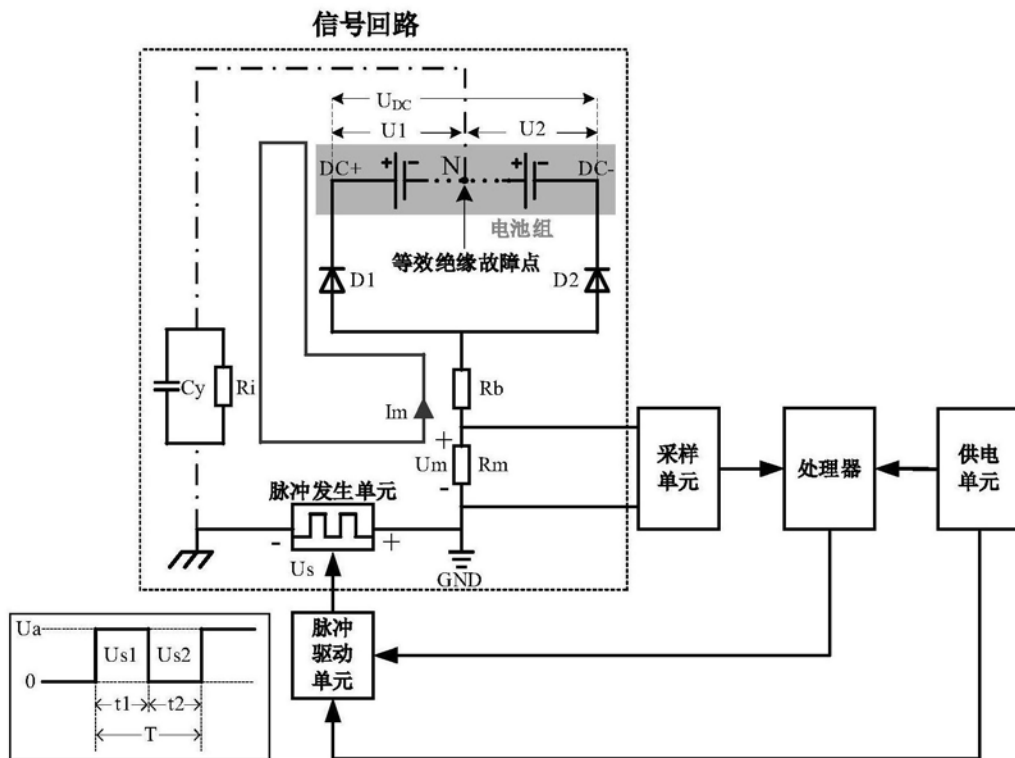 信号回路
U_DC
U1
U2
DC+
+
-
N
+
-
DC-
电池组
等效绝缘故障点
D1
D2
Cy
Ri
Rb
Im
+
Um
Rm
-
采样
单元
处理器
供电
单元
脉冲发生单元
-
+
Us
GND
脉冲
驱动
单元
Ua
Us1
Us2
0
t1
t2
T